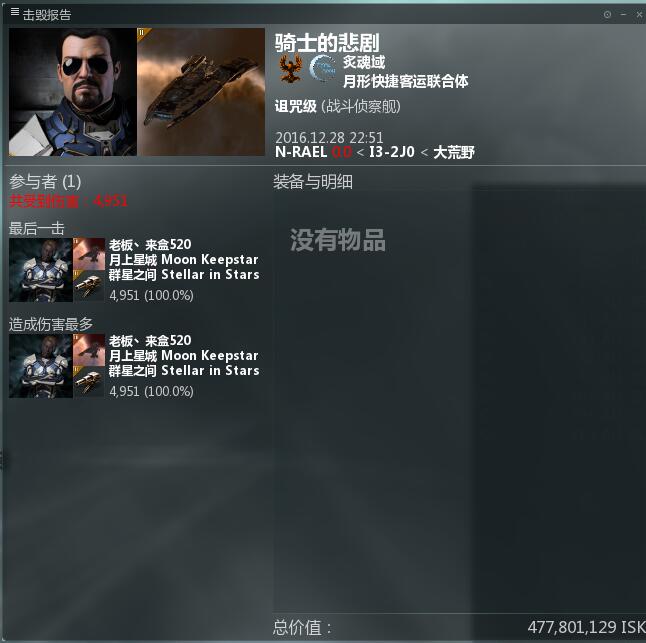 击毁报告
骑士的悲剧
炙魂域
月形快捷客运联合体
诅咒级 (战斗侦察舰)
2016.12.28 22:51
N-RAEL 0.0 < I3-2J0 < 大荒野
参与者 (1)
共受到伤害：4,951
装备与明细
最后一击
没有物品
老板、来盒520
月上星城 Moon Keepstar
群星之间 Stellar in Stars
4,951 (100.0%)
造成伤害最多
老板、来盒520
月上星城 Moon Keepstar
群星之间 Stellar in Stars
4,951 (100.0%)
总价值： 477,801,129 ISK